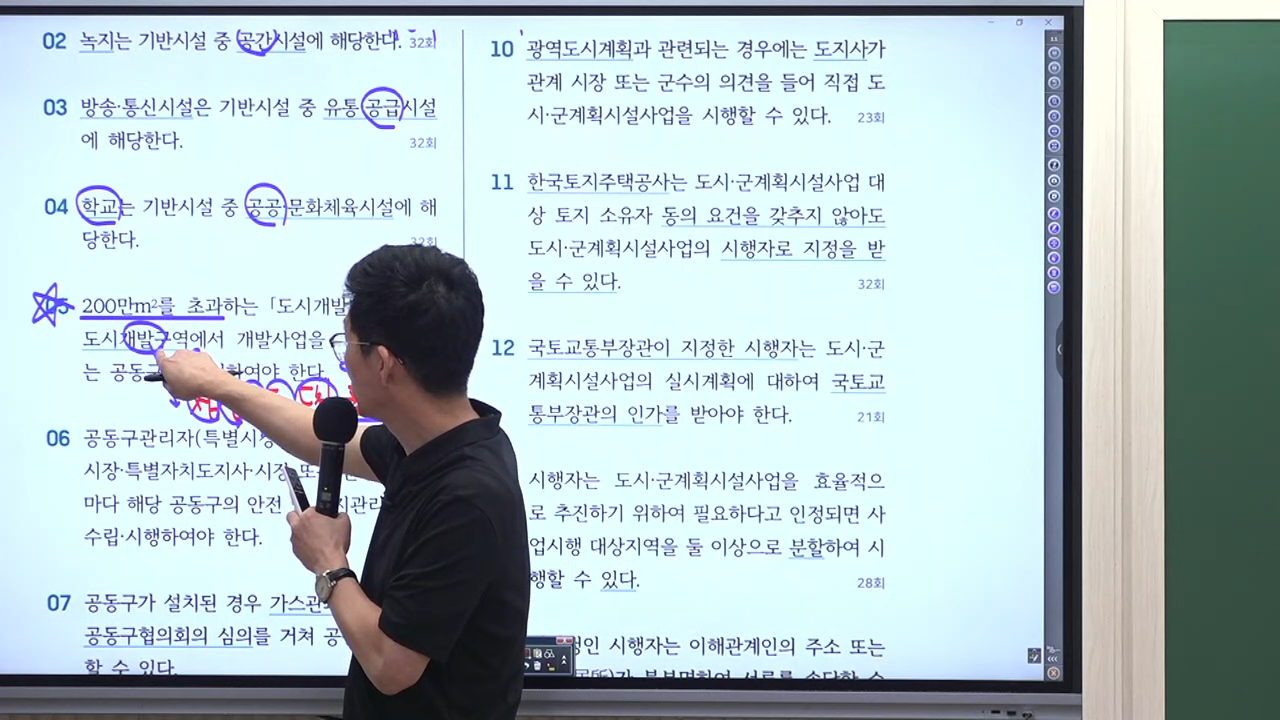 02 녹지는 기반시설 중 공간시설에 해당한다. 32회
03 방송·통신시설은 기반시설 중 유통·공급시설
에 해당한다. 32회
04 학교는 기반시설 중 공공·문화체육시설에 해
당한다. 32회
05 200만m²를 초과하는 「도시개발
도시개발구역에서 개발사업을
는 하여야 한다.
06 공동구관리자(특별시장
시장·특별자치도지사·시장
마다 해당 공동구의 안전
수립·시행하여야 한다.
07 공동구가 설치된 경우
공동구협의회의 심의를 거쳐
할 수 있다.
10 광역도시계획과 관련되는 경우에는 도지사가
관계 시장 또는 군수의 의견을 들어 직접 도
시·군계획시설사업을 시행할 수 있다. 23회
11 한국토지주택공사는 도시·군계획시설사업 대
상 토지 소유자 동의 요건을 갖추지 않아도
도시·군계획시설사업의 시행자로 지정을 받
을 수 있다. 32회
12 국토교통부장관이 지정한 시행자는 도시·군
계획시설사업의 실시계획에 대하여 국토교
통부장관의 인가를 받아야 한다. 21회
시행자는 도시·군계획시설사업을 효율적으
로 추진하기 위하여 필요하다고 인정되면 사
업시행 대상지역을 둘 이상으로 분할하여 시
행할 수 있다. 28회
시행자는 이해관계인의 주소 또는